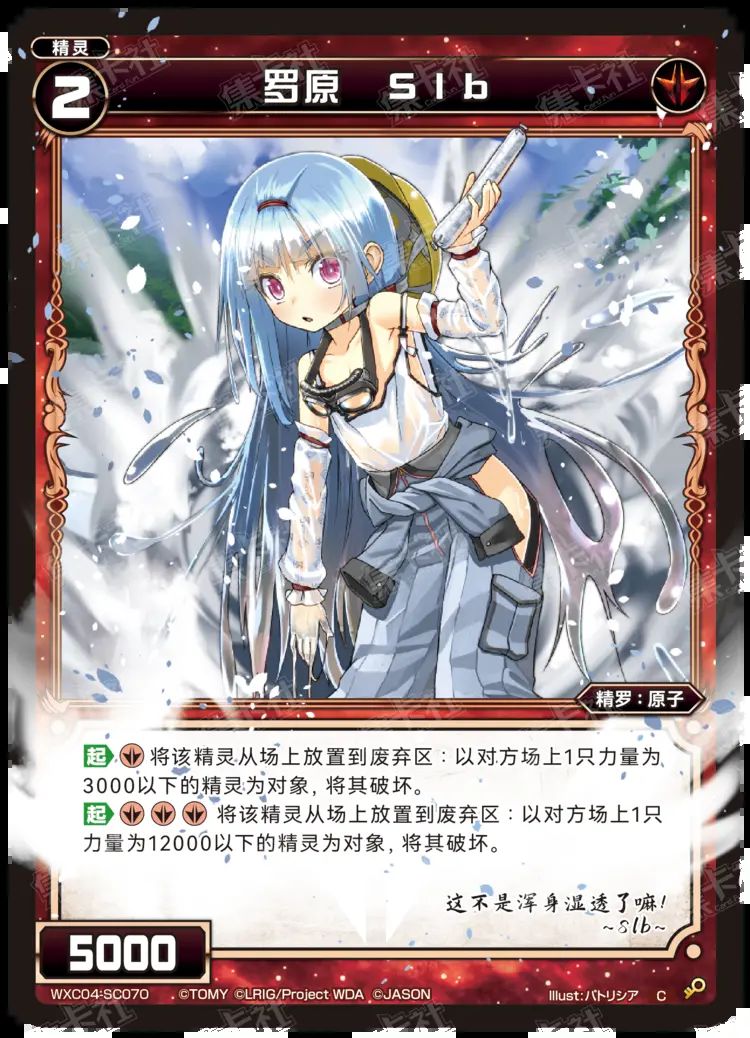 精灵
2
罗原 Slb
精罗：原子
起 将该精灵从场上放置到废弃区：以对方场上1只力量为
3000以下的精灵为对象，将其破坏。
起 将该精灵从场上放置到废弃区：以对方场上1只
力量为12000以下的精灵为对象，将其破坏。
这不是浑身湿透了嘛！
~slb~
5000
WXC04-SC070 ©TOMY ©LRIG/Project WDA ©JASON Illust:パトリシア C
集卡社